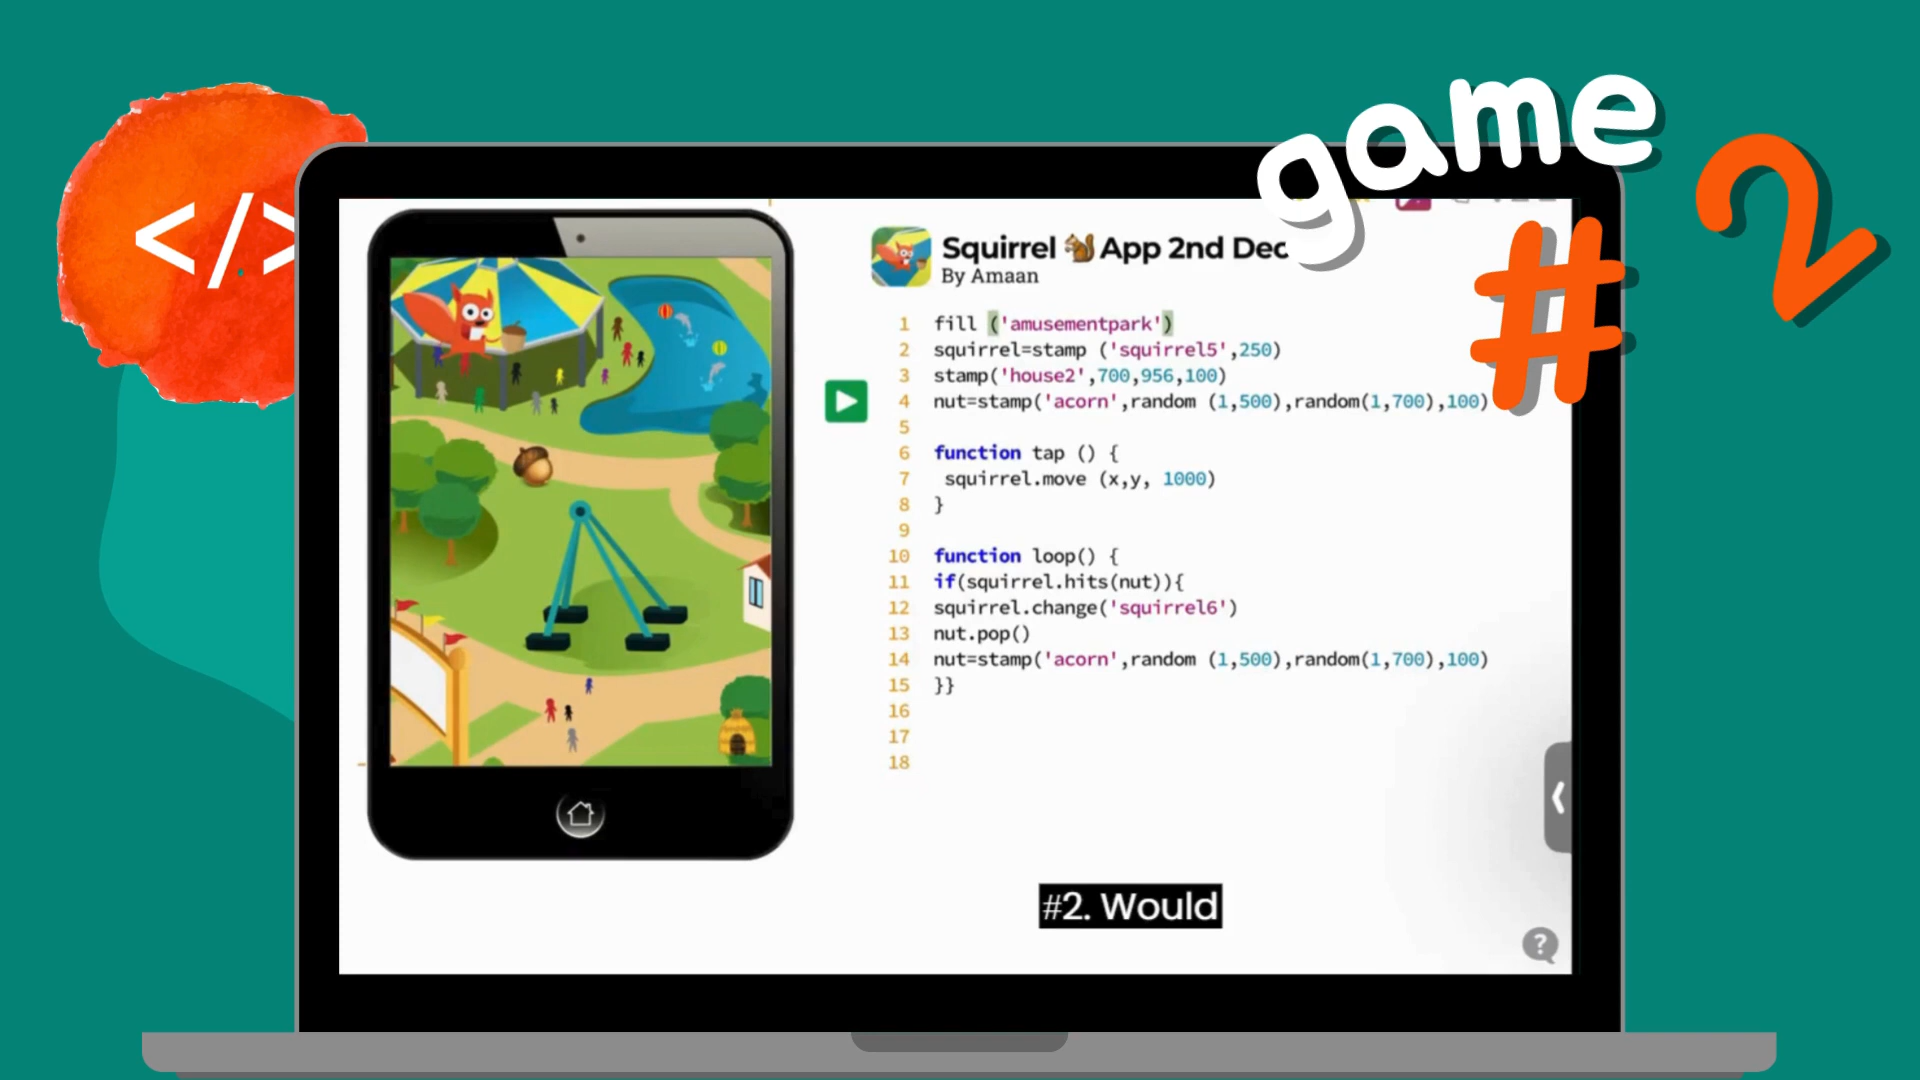 game
# 2
</>
Squirrel 🐿️ App 2nd Dec
By Amaan
1 fill ('amusementpark')
2 squirrel=stamp ('squirrel5',250)
3 stamp('house2',700,956,100)
4 nut=stamp('acorn',random (1,500),random(1,700),100)
5
6 function tap () {
7 squirrel.move (x,y, 1000)
8 }
9
10 function loop() {
11 if(squirrel.hits(nut)){
12 squirrel.change('squirrel6')
13 nut.pop()
14 nut=stamp('acorn',random (1,500),random(1,700),100)
15 }}
16
17
18
#2. Would
?